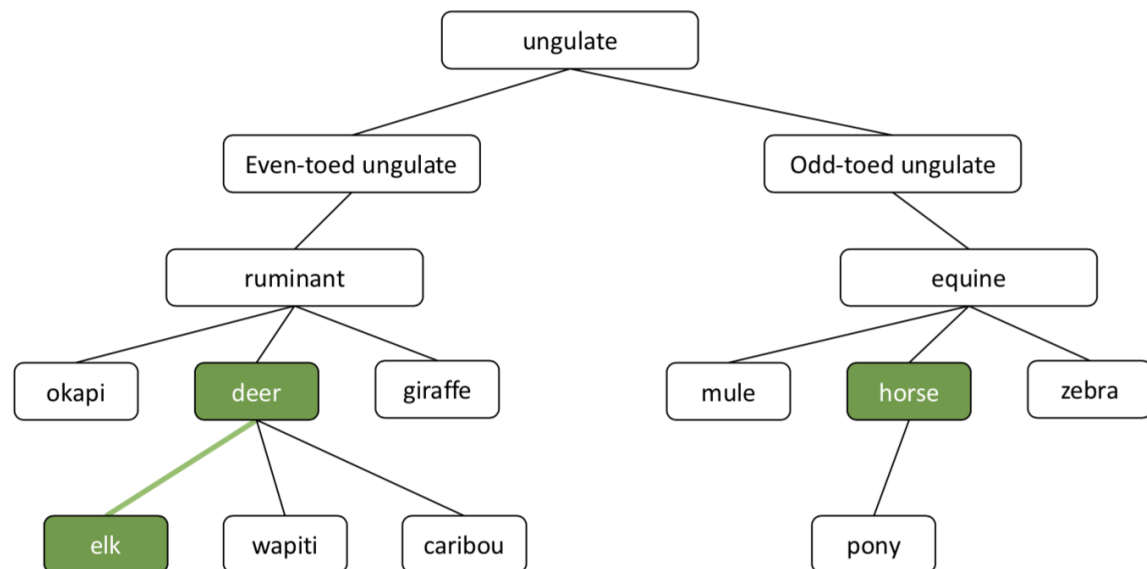 ungulate
Even-toed ungulate
Odd-toed ungulate
ruminant
equine
okapi
deer
giraffe
mule
horse
zebra
elk
wapiti
caribou
pony